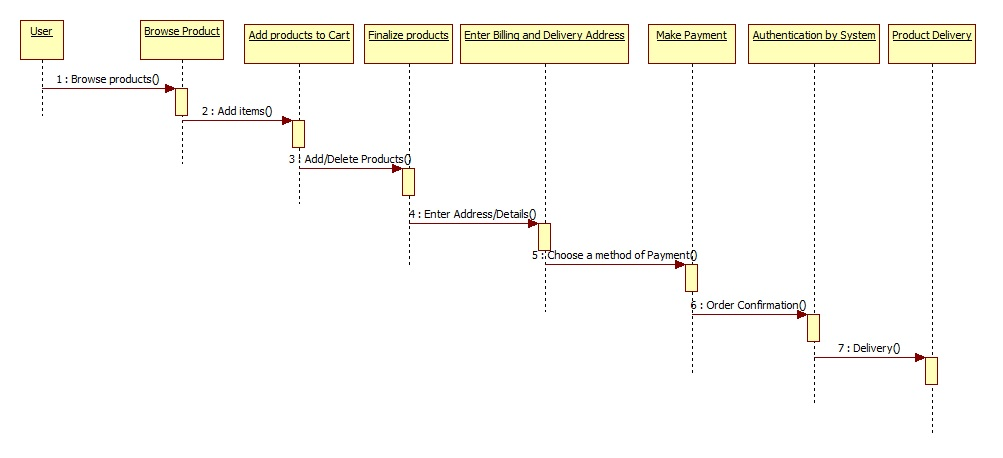 User
Browse Product
Add products to Cart
Finalize products
Enter Billing and Delivery Address
Make Payment
Authentication by System
Product Delivery
1 : Browse products()
2 : Add items()
3 : Add/Delete Products()
4 : Enter Address/Details()
5 : Choose a method of Payment()
6 : Order Confirmation()
7 : Delivery()